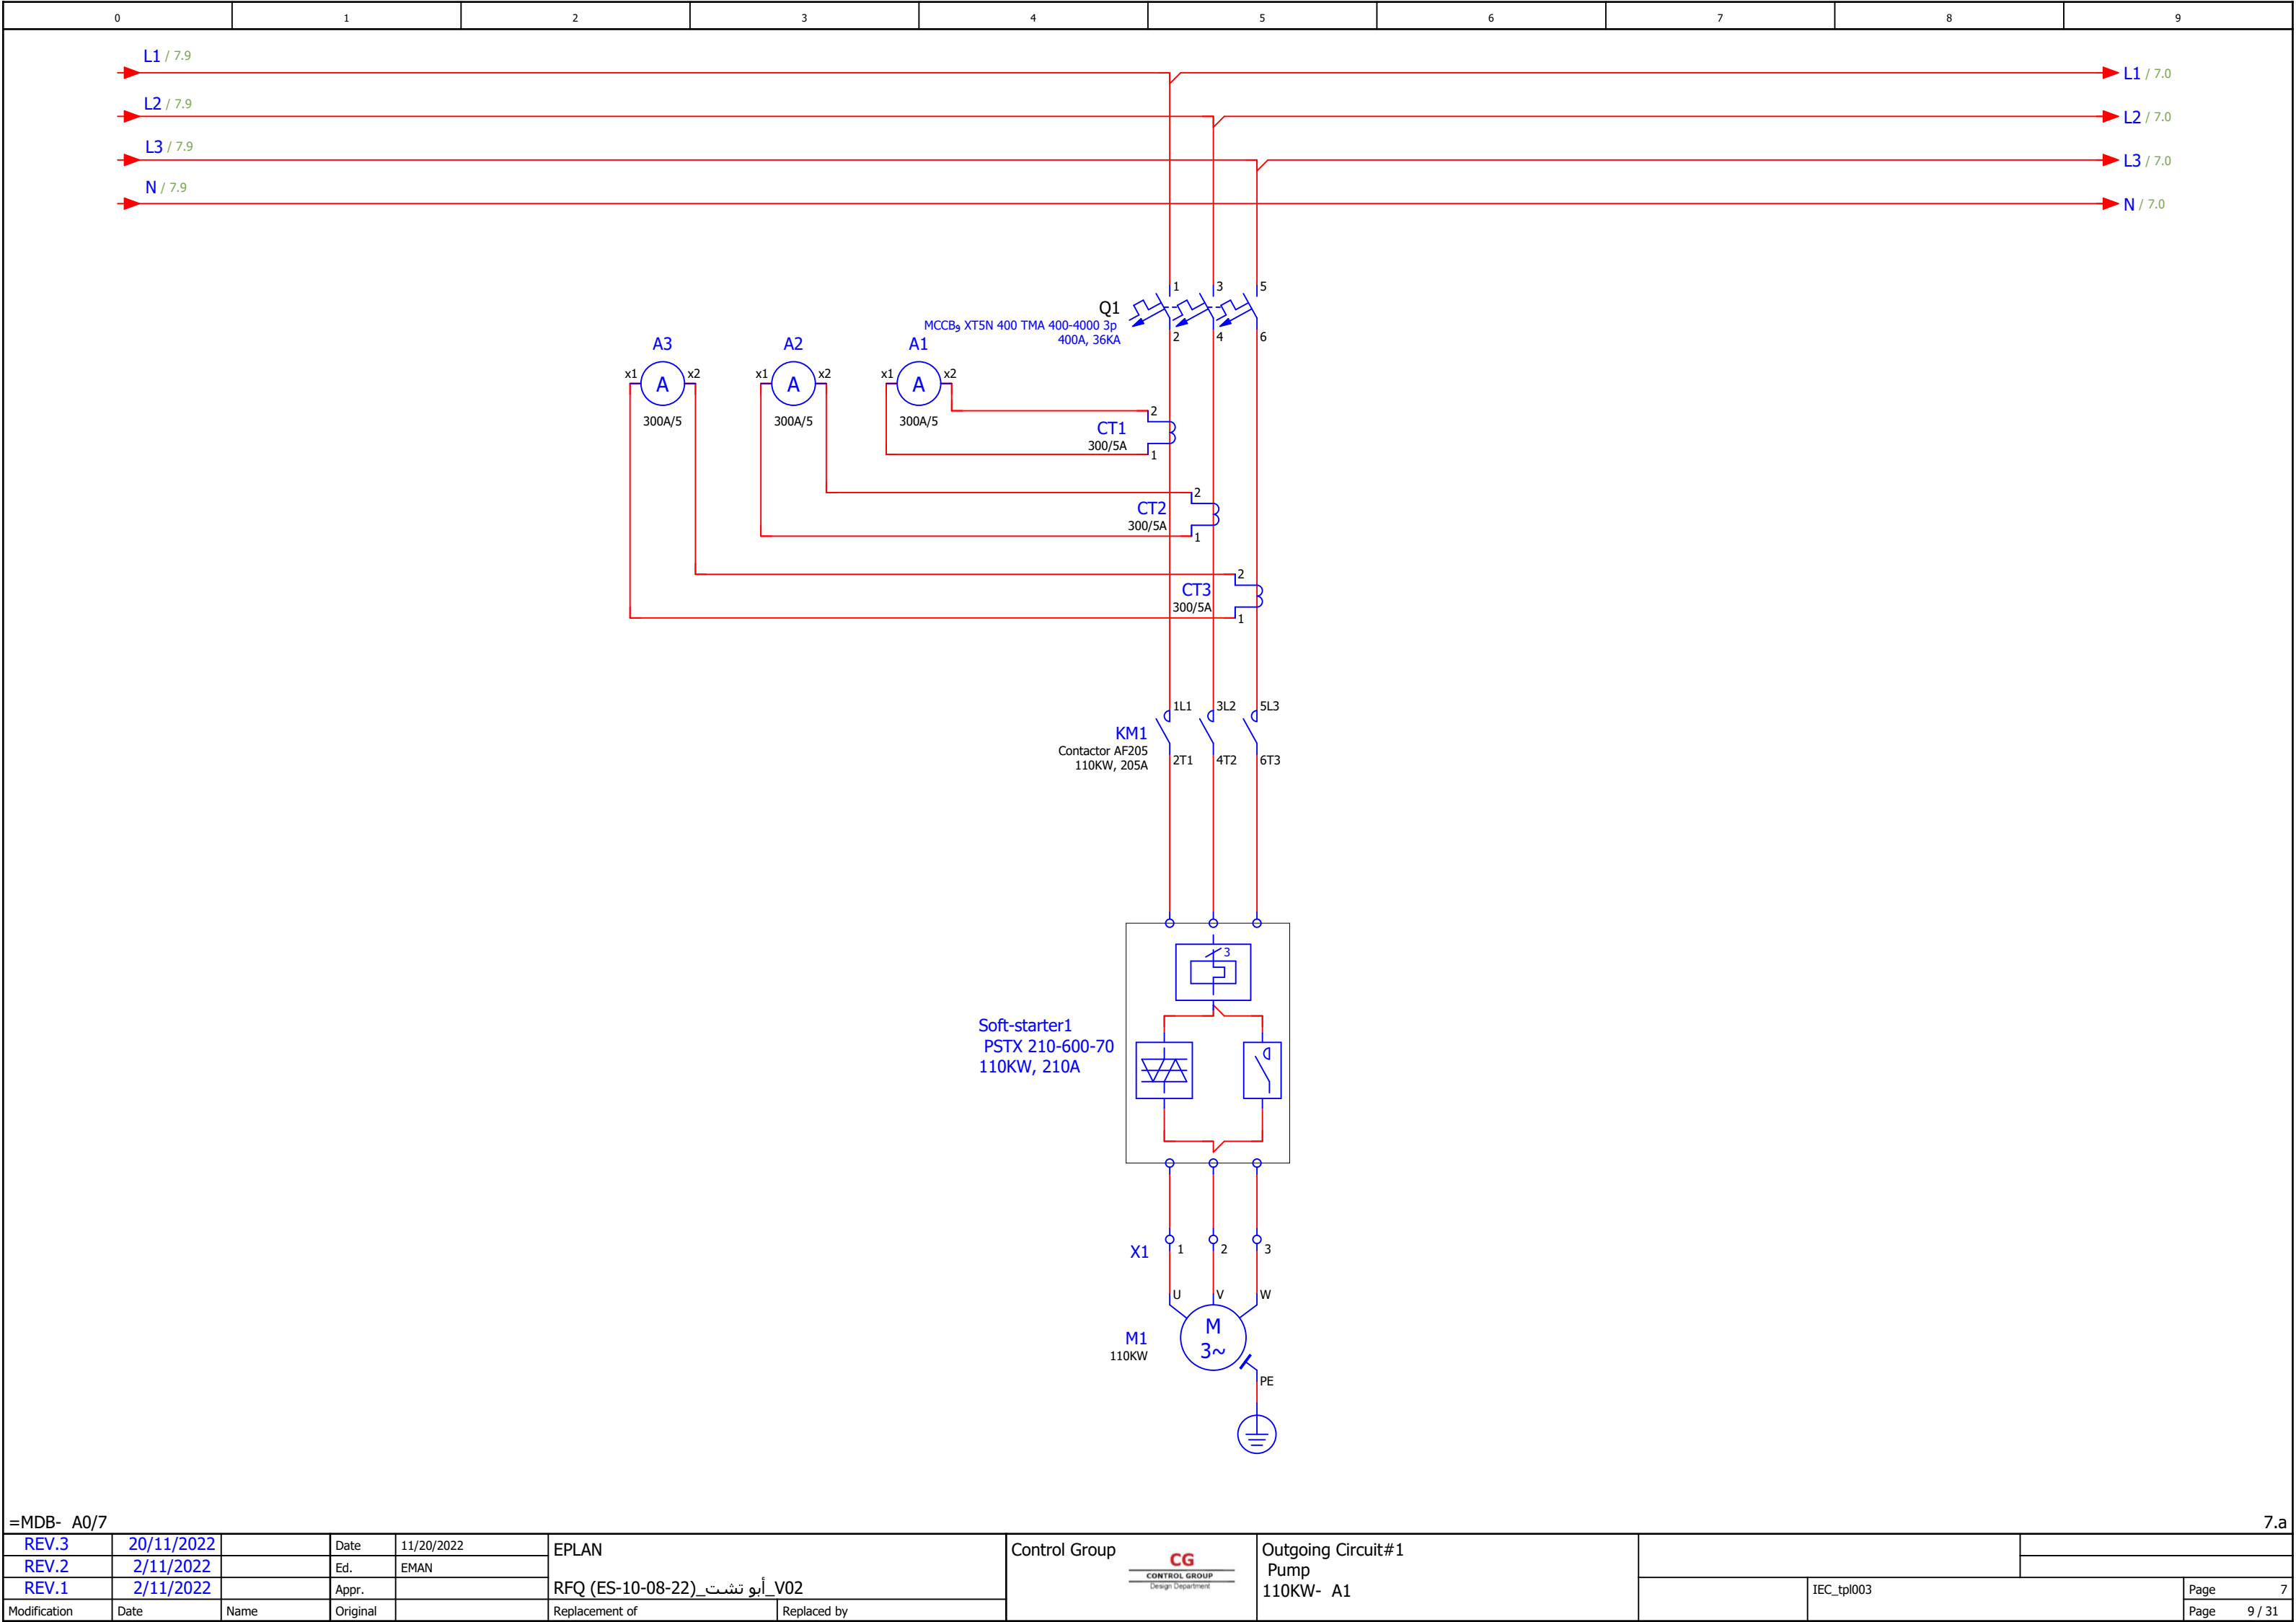 0 1 2 3 4 5 6 7 8 9
L1 / 7.9
L1 / 7.0
L2 / 7.9
L2 / 7.0
L3 / 7.9
L3 / 7.0
N / 7.9
N / 7.0
1 3 5
Q1
MCCBو XT5N 400 TMA 400-4000 3p
400A, 36KA
2 4 6
A3 A2 A1
x1 A x2 x1 A x2 x1 A x2
300A/5 300A/5 300A/5
2
CT1
300/5A
1
2
CT2
300/5A
1
2
CT3
300/5A
1
1L1 3L2 5L3
KM1
Contactor AF205
110KW, 205A
2T1 4T2 6T3
3
Soft-starter1
PSTX 210-600-70
110KW, 210A
X1 1 2 3
U V W
M
3~
M1
110KW
PE
=MDB- A0/7
7.a
REV.3 20/11/2022 Date 11/20/2022
REV.2 2/11/2022 Ed. EMAN
REV.1 2/11/2022 Appr.
Modification Date Name Original
EPLAN
RFQ (ES-10-08-22)_أبو تشت_V02
Replacement of Replaced by
Control Group
CG
CONTROL GROUP
Design Department
Outgoing Circuit#1
Pump
110KW- A1
IEC_tpl003
Page 7
Page 9 / 31